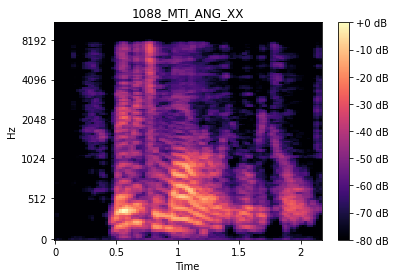 1088_MTI_ANG_XX
8192
4096
2048
1024
512
0
Hz
0
0.5
1
1.5
2
Time
+0 dB
-10 dB
-20 dB
-30 dB
-40 dB
-50 dB
-60 dB
-70 dB
-80 dB